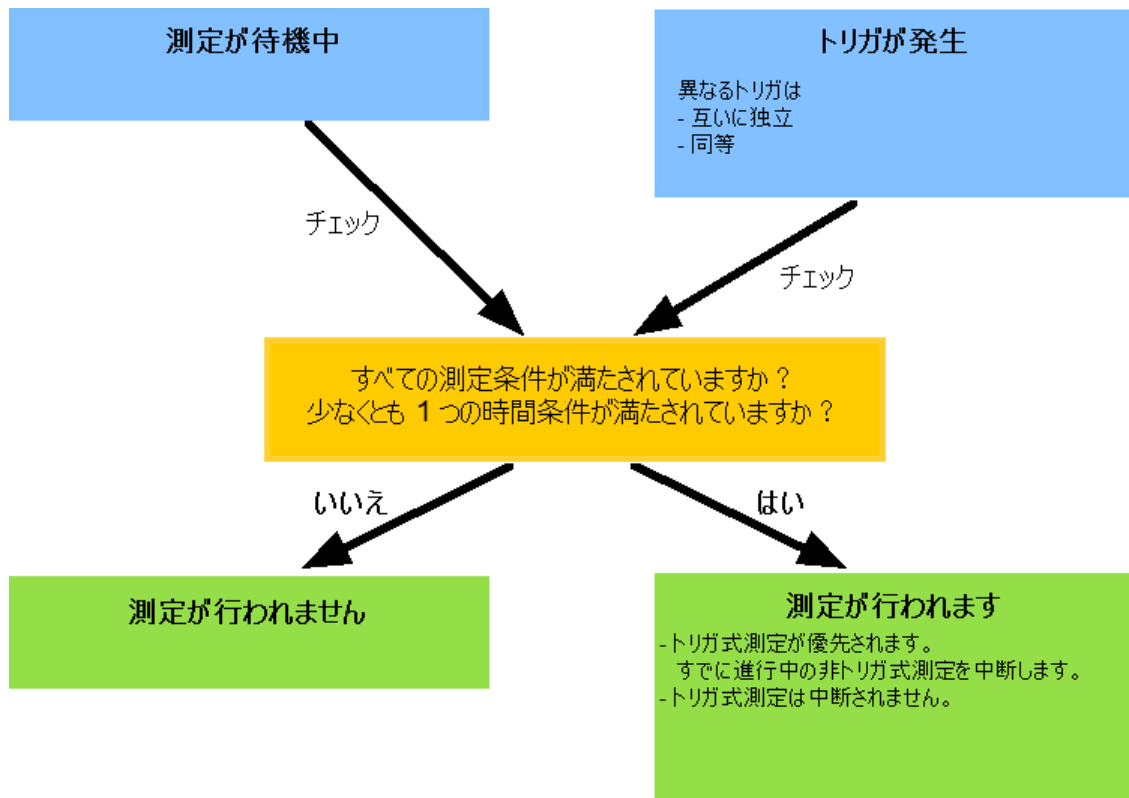 測定が待機中
トリガが発生
異なるトリガは
- 互いに独立
- 同等
チェック
チェック
すべての測定条件が満たされていますか？
少なくとも 1 つの時間条件が満たされていますか？
いいえ
はい
測定が行われません
測定が行われます
-トリガ式測定が優先されます。
すでに進行中の非トリガ式測定を中断します。
-トリガ式測定は中断されません。